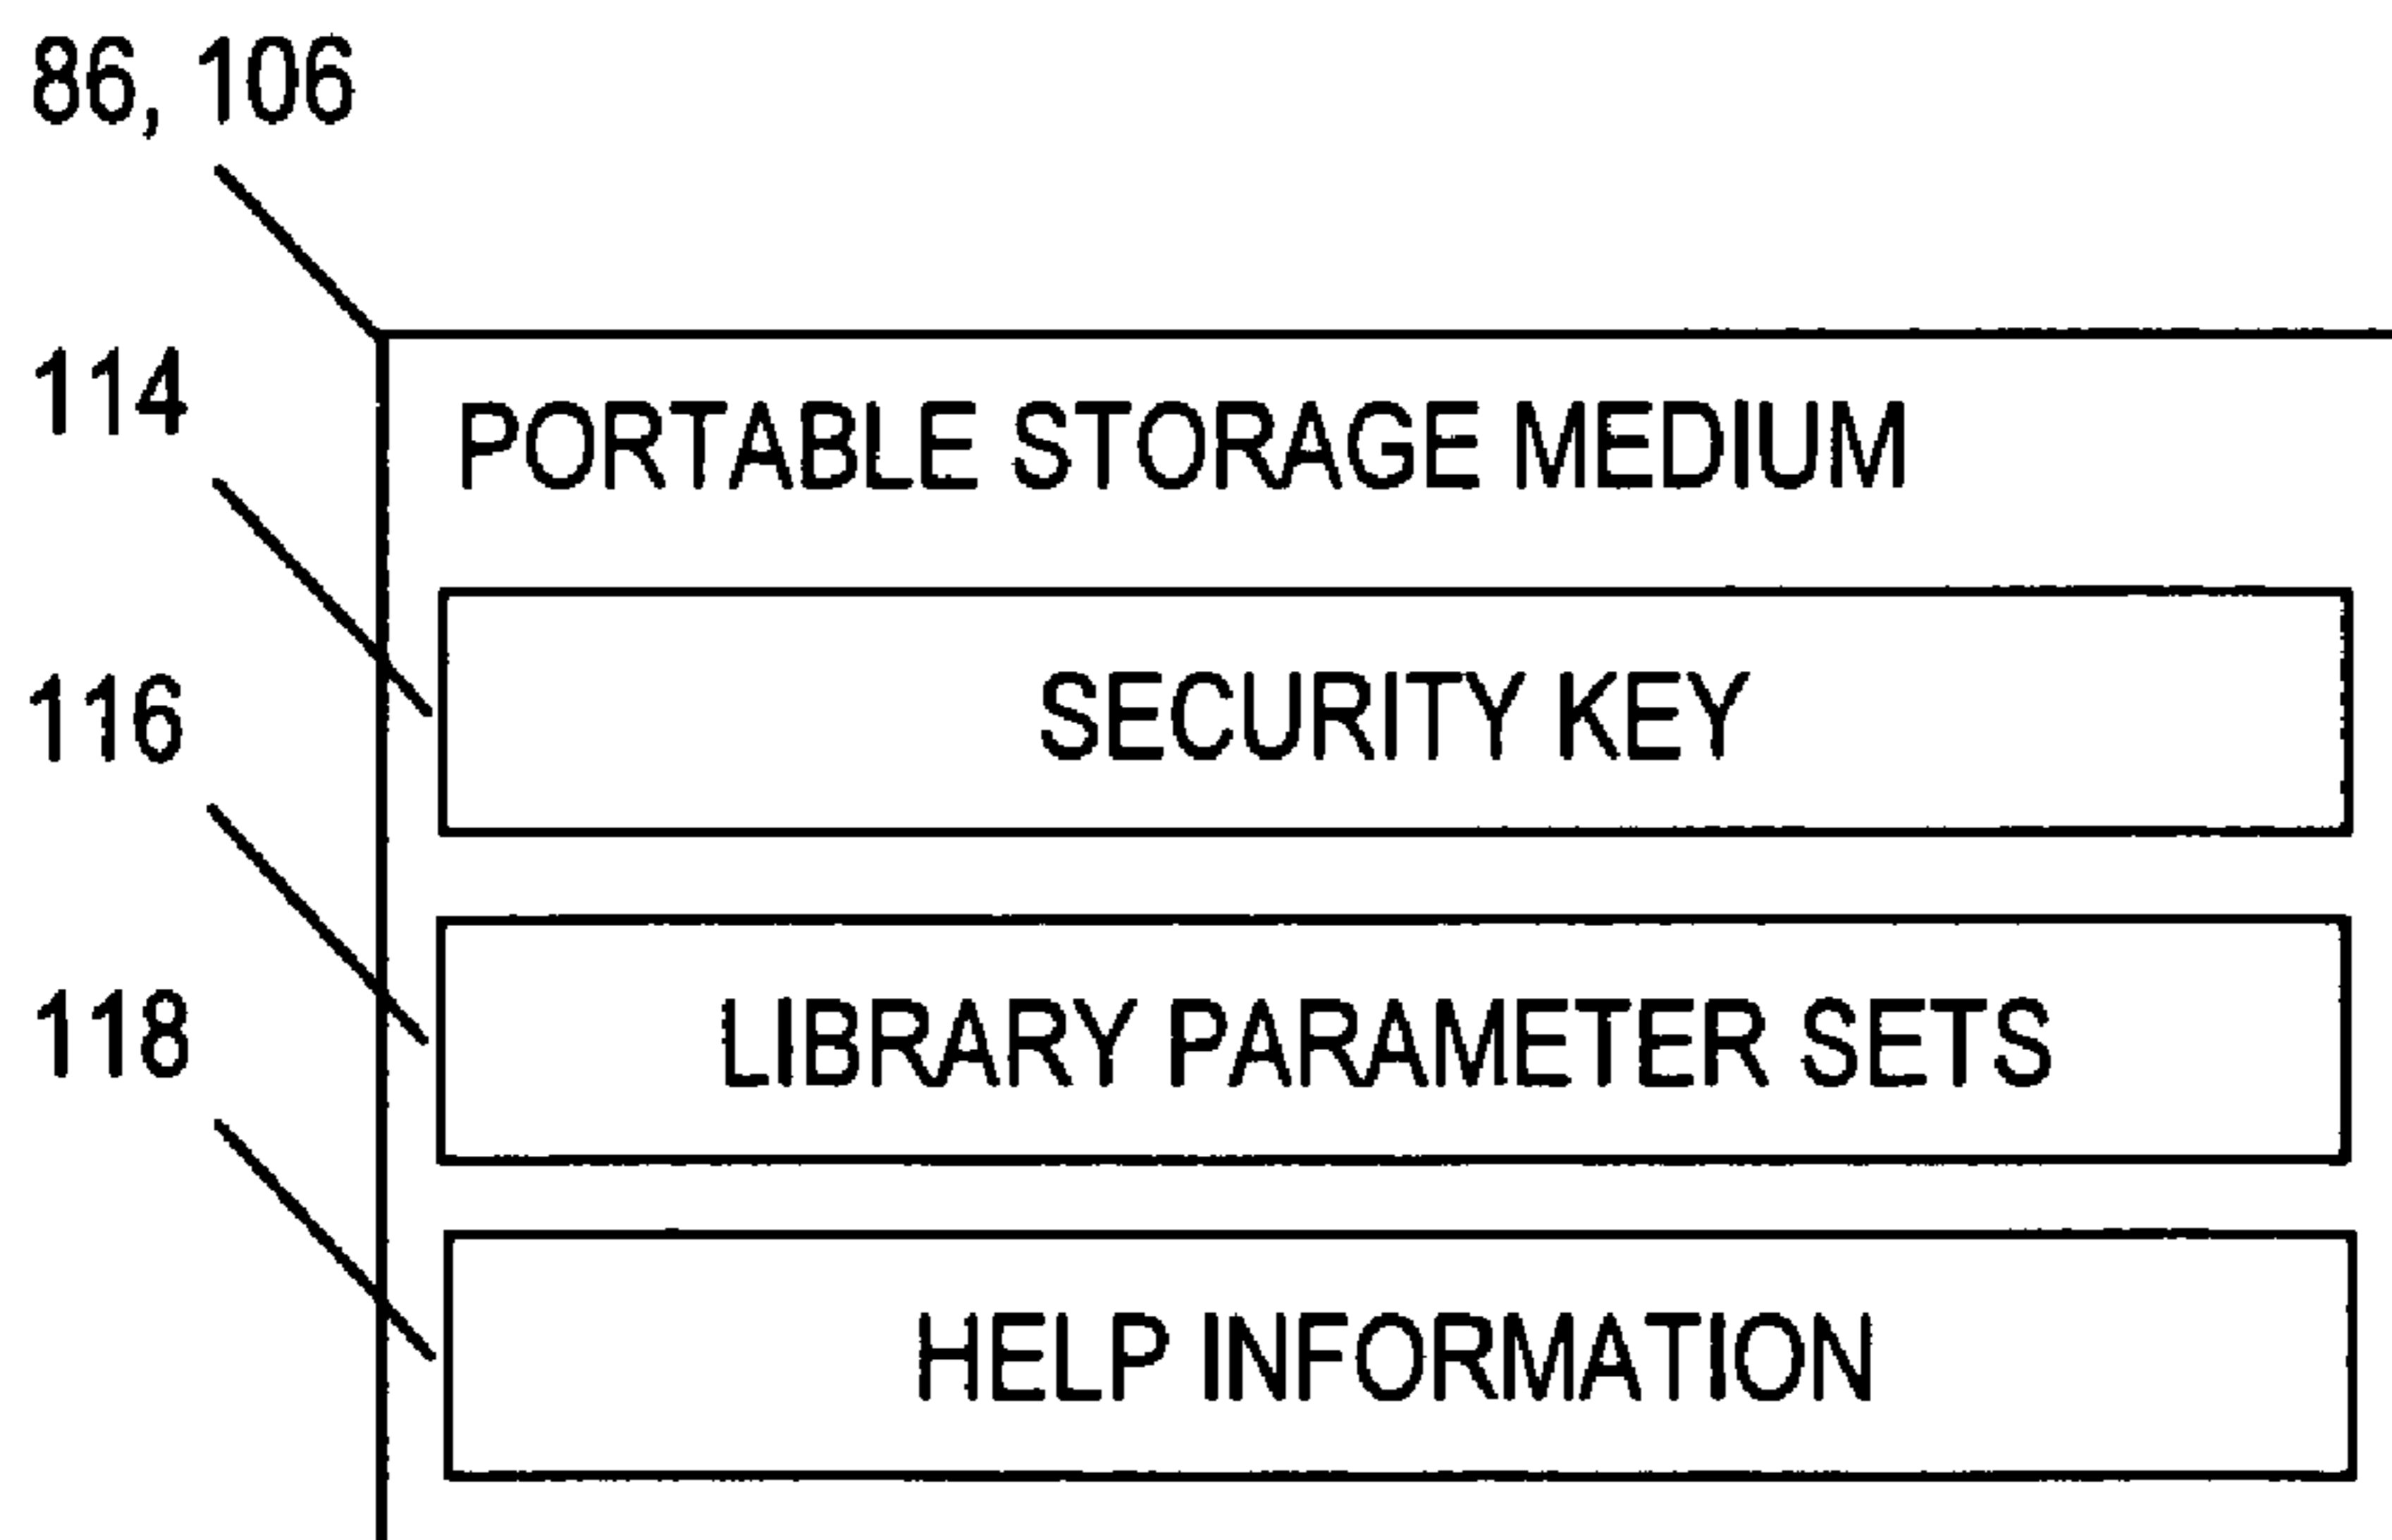 86, 106
114
PORTABLE STORAGE MEDIUM
116
SECURITY KEY
118
LIBRARY PARAMETER SETS
HELP INFORMATION